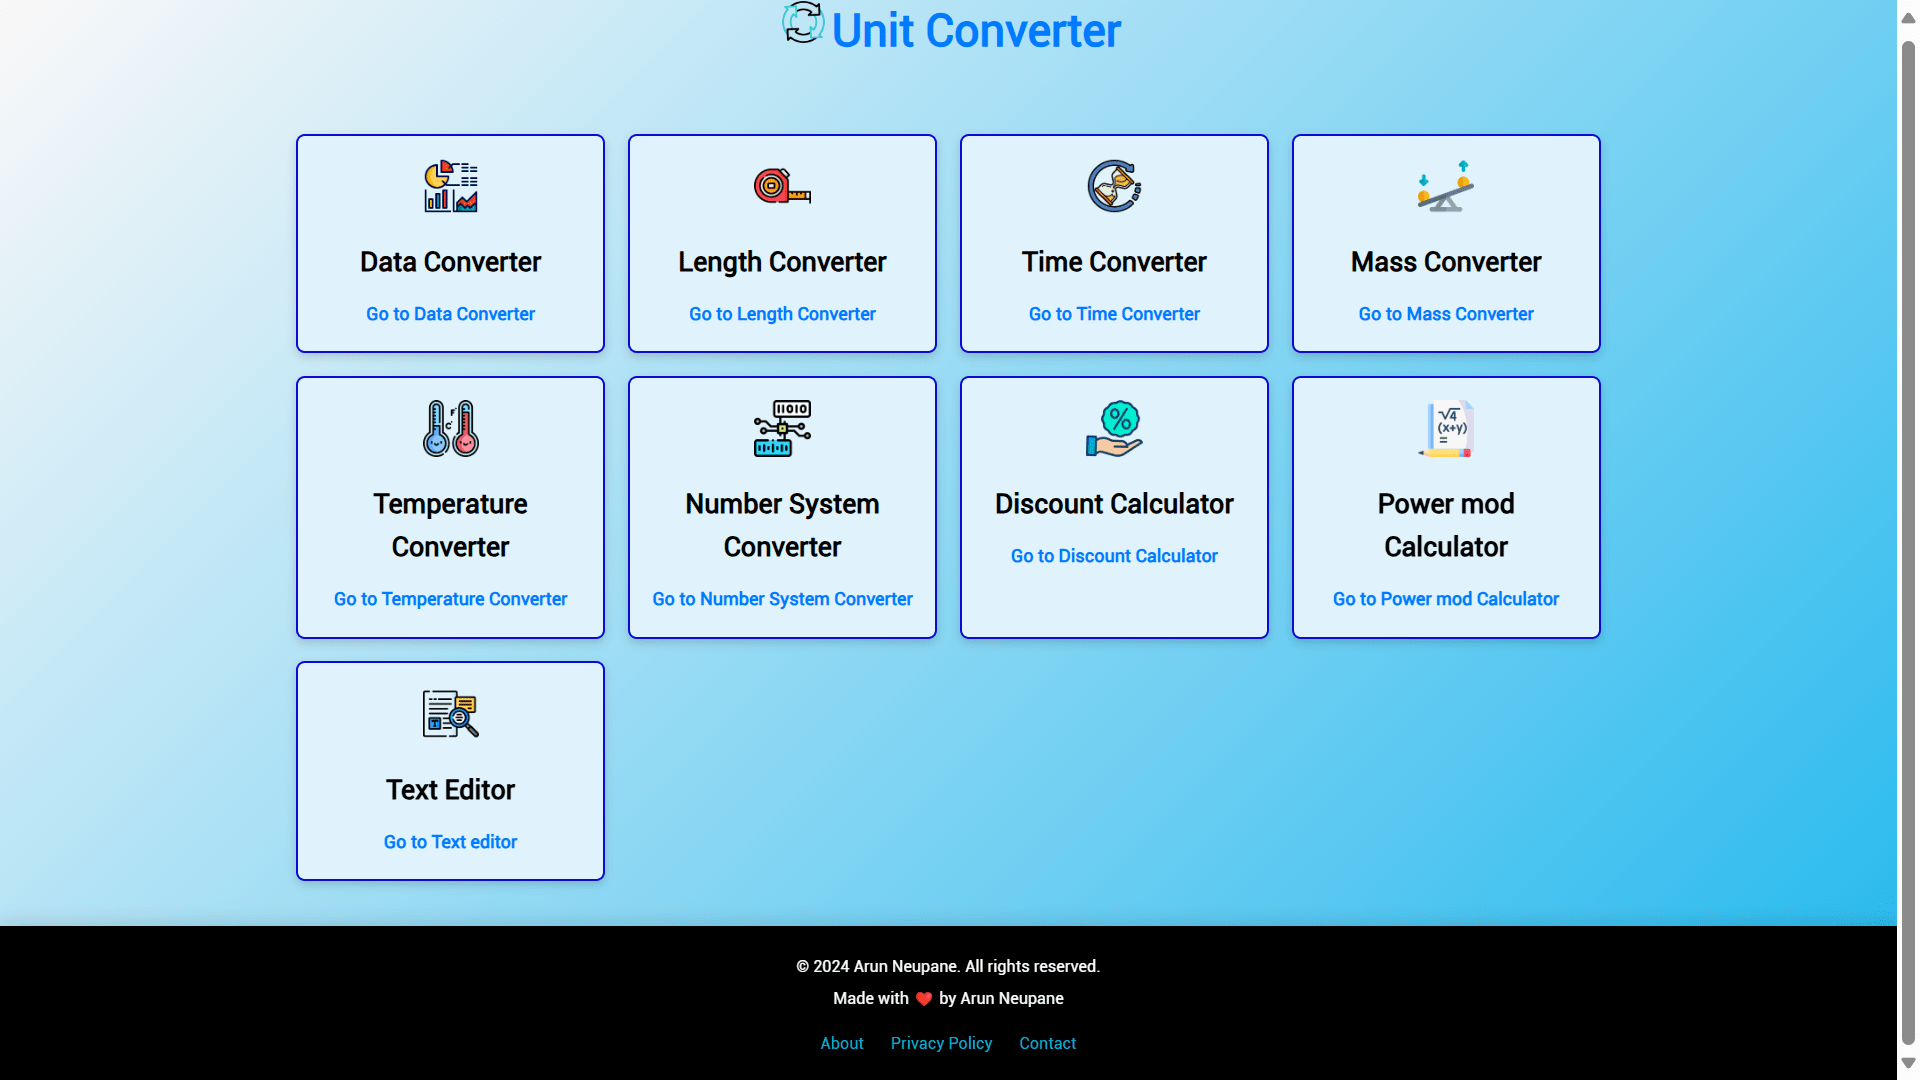 Unit Converter
Data Converter
Go to Data Converter
Length Converter
Go to Length Converter
Time Converter
Go to Time Converter
Mass Converter
Go to Mass Converter
F
C
Temperature
Converter
Go to Temperature Converter
11010
Number System
Converter
Go to Number System Converter
%
Discount Calculator
Go to Discount Calculator
√4
(x+y)
=
Power mod
Calculator
Go to Power mod Calculator
T
Text Editor
Go to Text editor
© 2024 Arun Neupane. All rights reserved.
Made with ❤️ by Arun Neupane
About Privacy Policy Contact